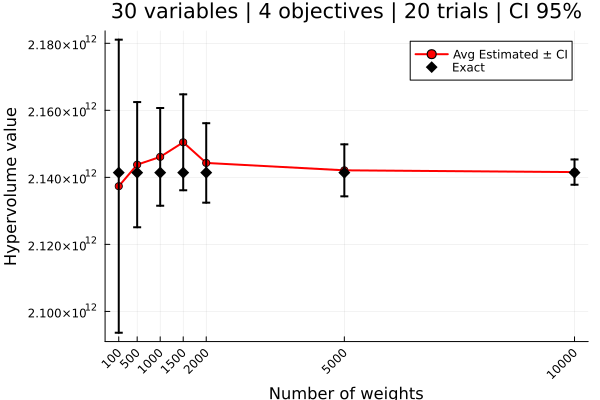 30 variables | 4 objectives | 20 trials | CI 95%
Avg Estimated ± CI
Exact
Hypervolume value
2.180×10¹²
2.160×10¹²
2.140×10¹²
2.120×10¹²
2.100×10¹²
100 500 1000 1500 2000 5000 10000
Number of weights